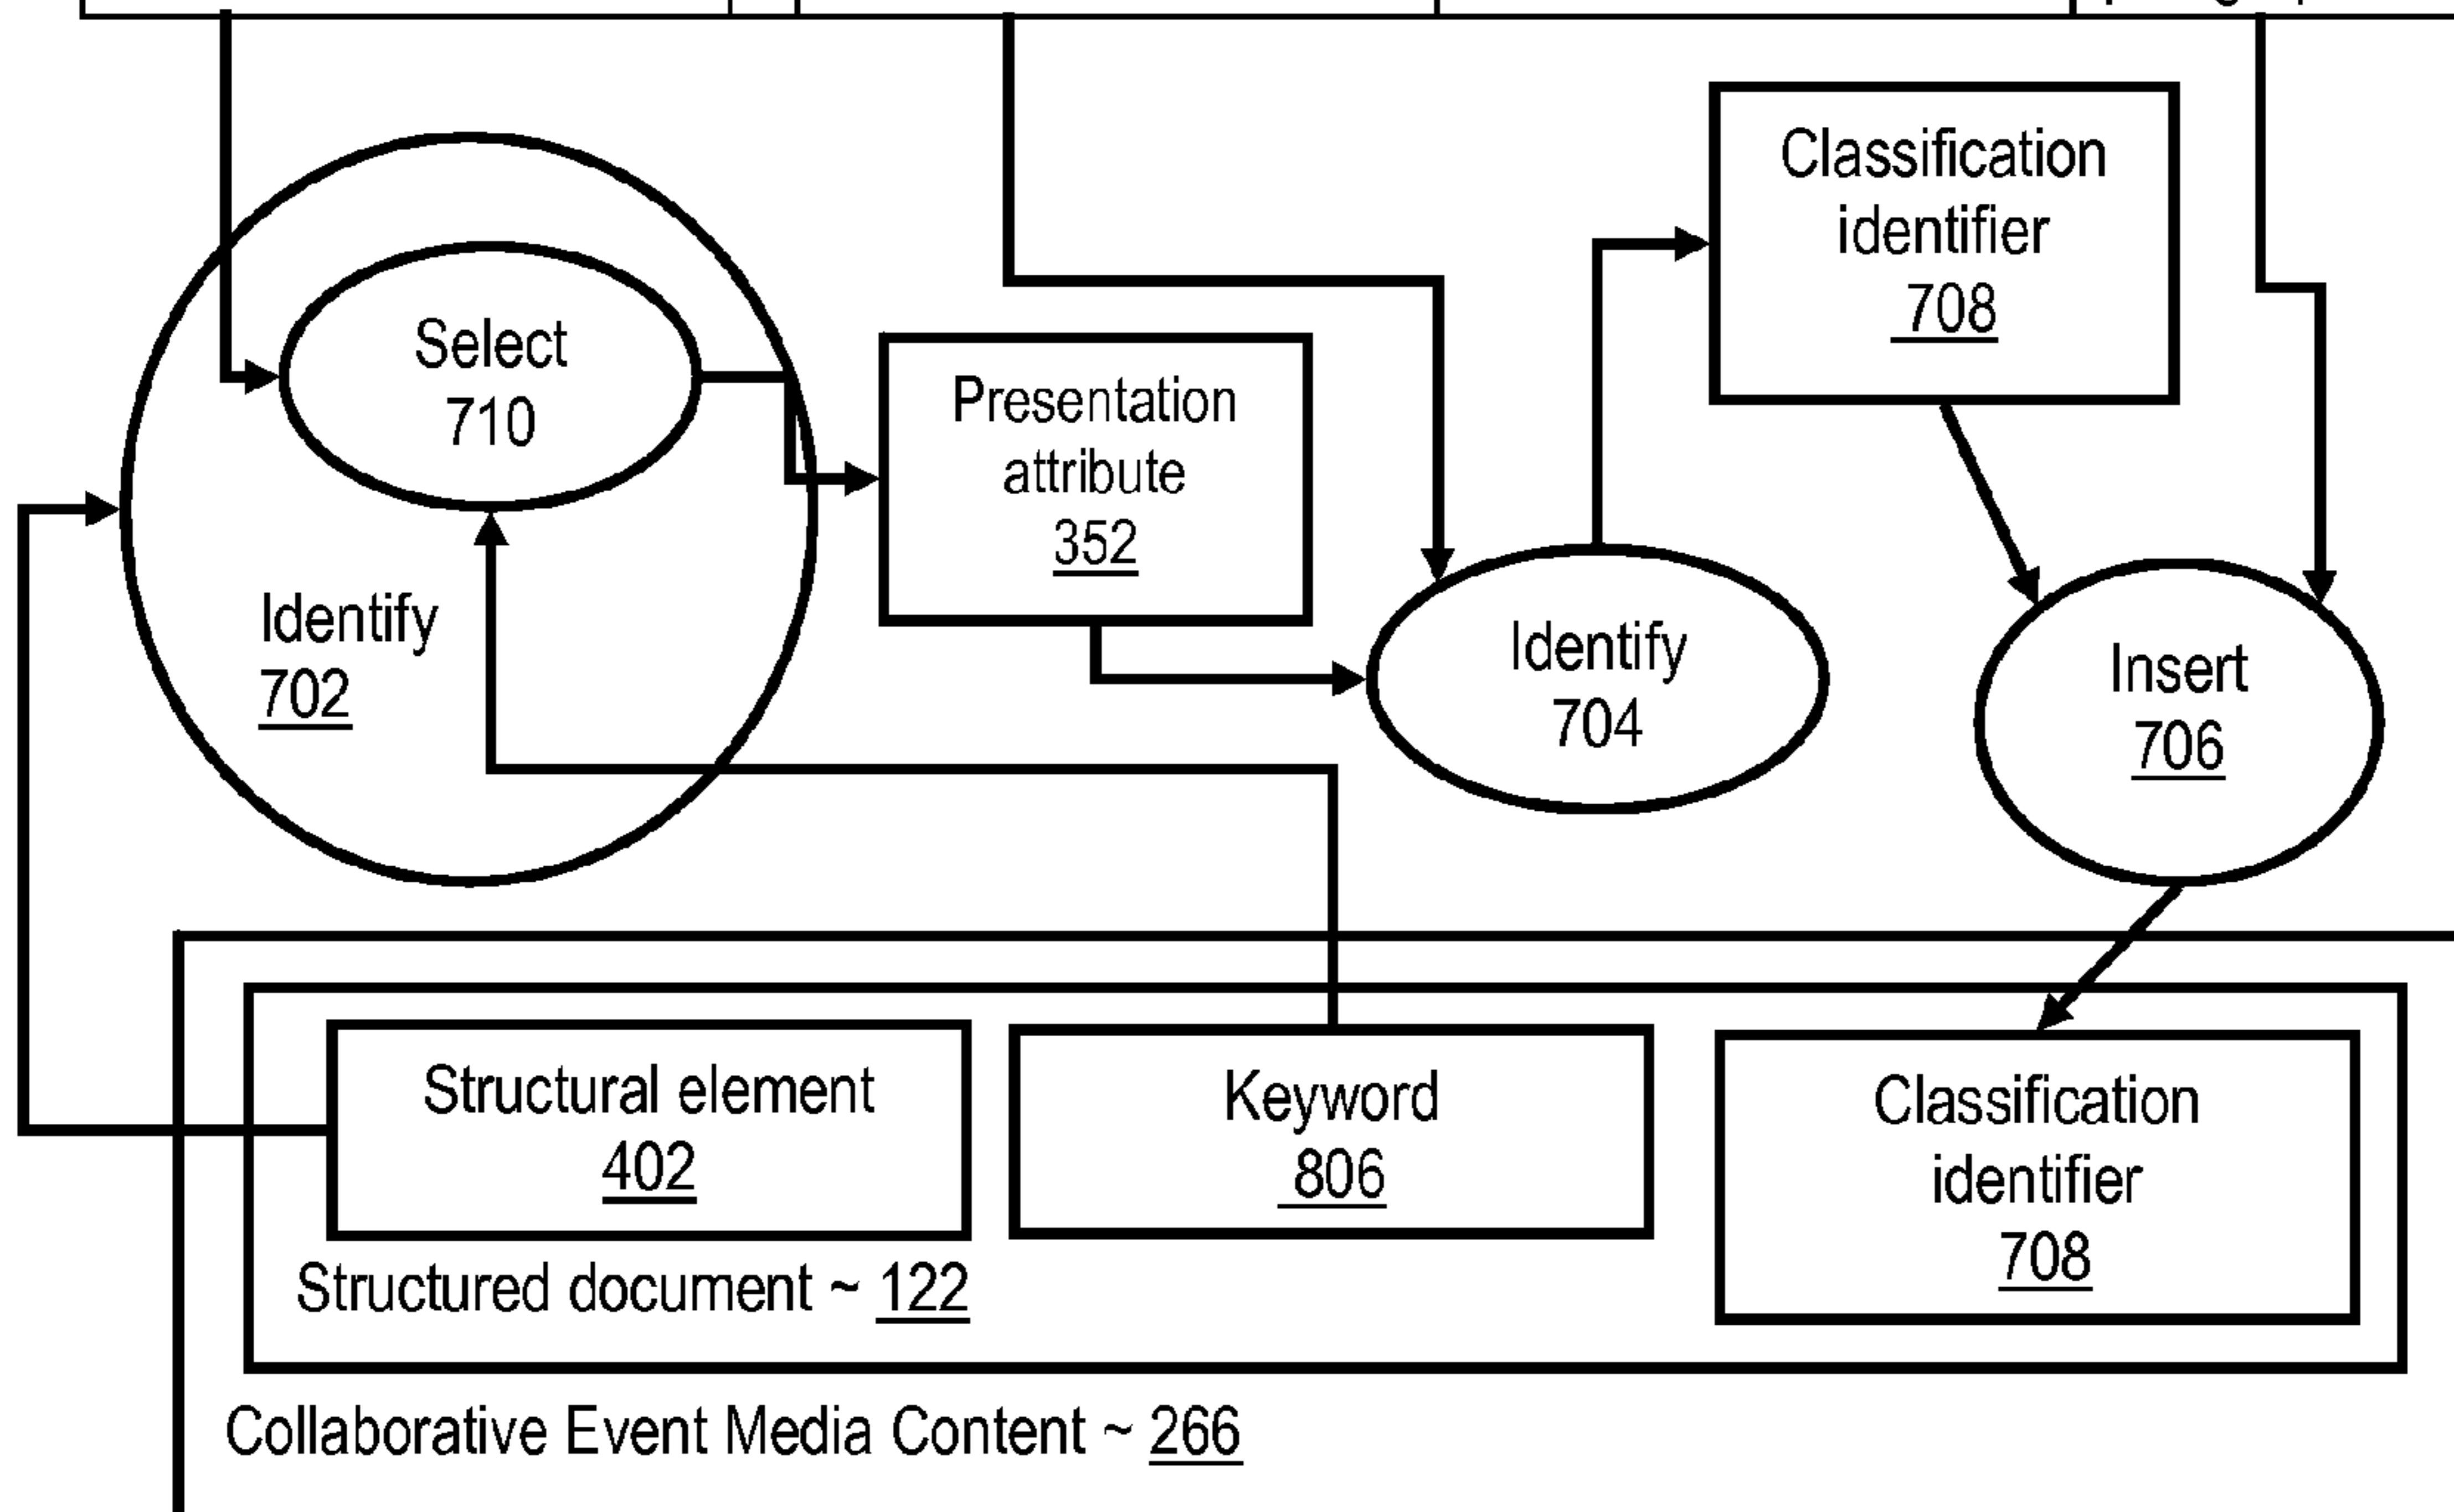 Classification
identifier
708
Select
710
Presentation
attribute
352
Identify
702
Identify
704
Insert
706
Structural element
402
Keyword
806
Classification
identifier
708
Structured document ~ 122
Collaborative Event Media Content ~ 266